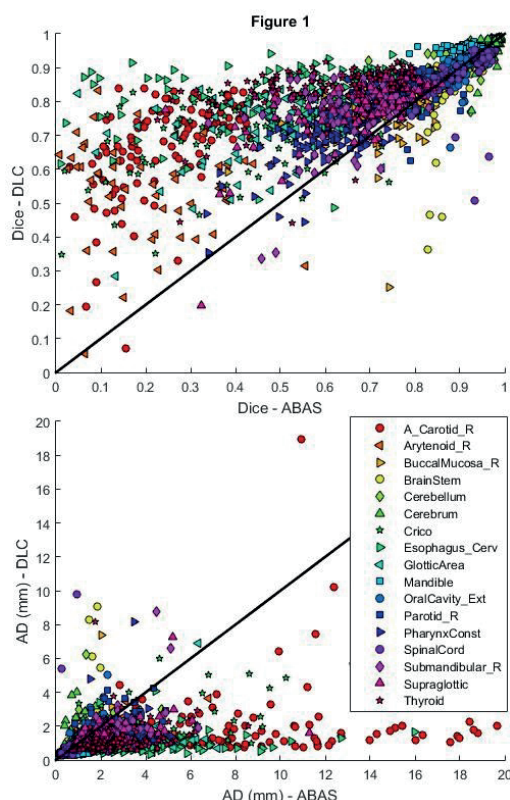 Figure 1
1
0.9
0.8
0.7
0.6
0.5
0.4
0.3
0.2
0.1
0
Dice - DLC
0 0.1 0.2 0.3 0.4 0.5 0.6 0.7 0.8 0.9 1
Dice - ABAS
20
18
16
14
12
10
8
6
4
2
0
AD (mm) - DLC
0 2 4 6 8 10 12 14 16 18 20
AD (mm) - ABAS
A_Carotid_R
Arytenoid_R
BuccalMucosa_R
BrainStem
Cerebellum
Cerebrum
Crico
Esophagus_Cerv
GlotticArea
Mandible
OralCavity_Ext
Parotid_R
PharynxConst
SpinalCord
Submandibular_R
Supraglottic
Thyroid